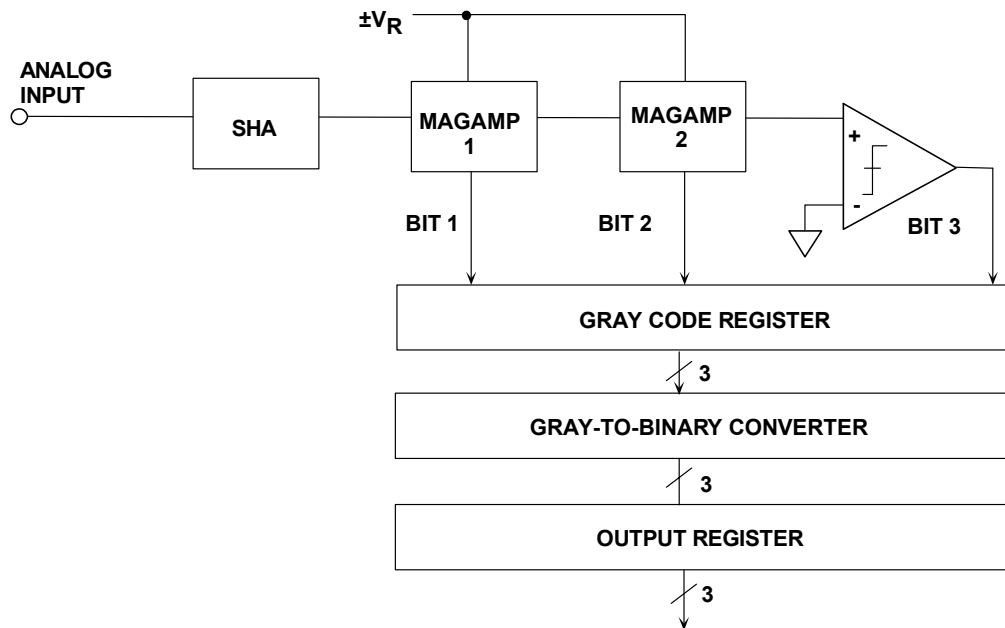 ±VR
ANALOG
INPUT
SHA
MAGAMP
1
MAGAMP
2
+
-
BIT 1
BIT 2
BIT 3
GRAY CODE REGISTER
3
GRAY-TO-BINARY CONVERTER
3
OUTPUT REGISTER
3